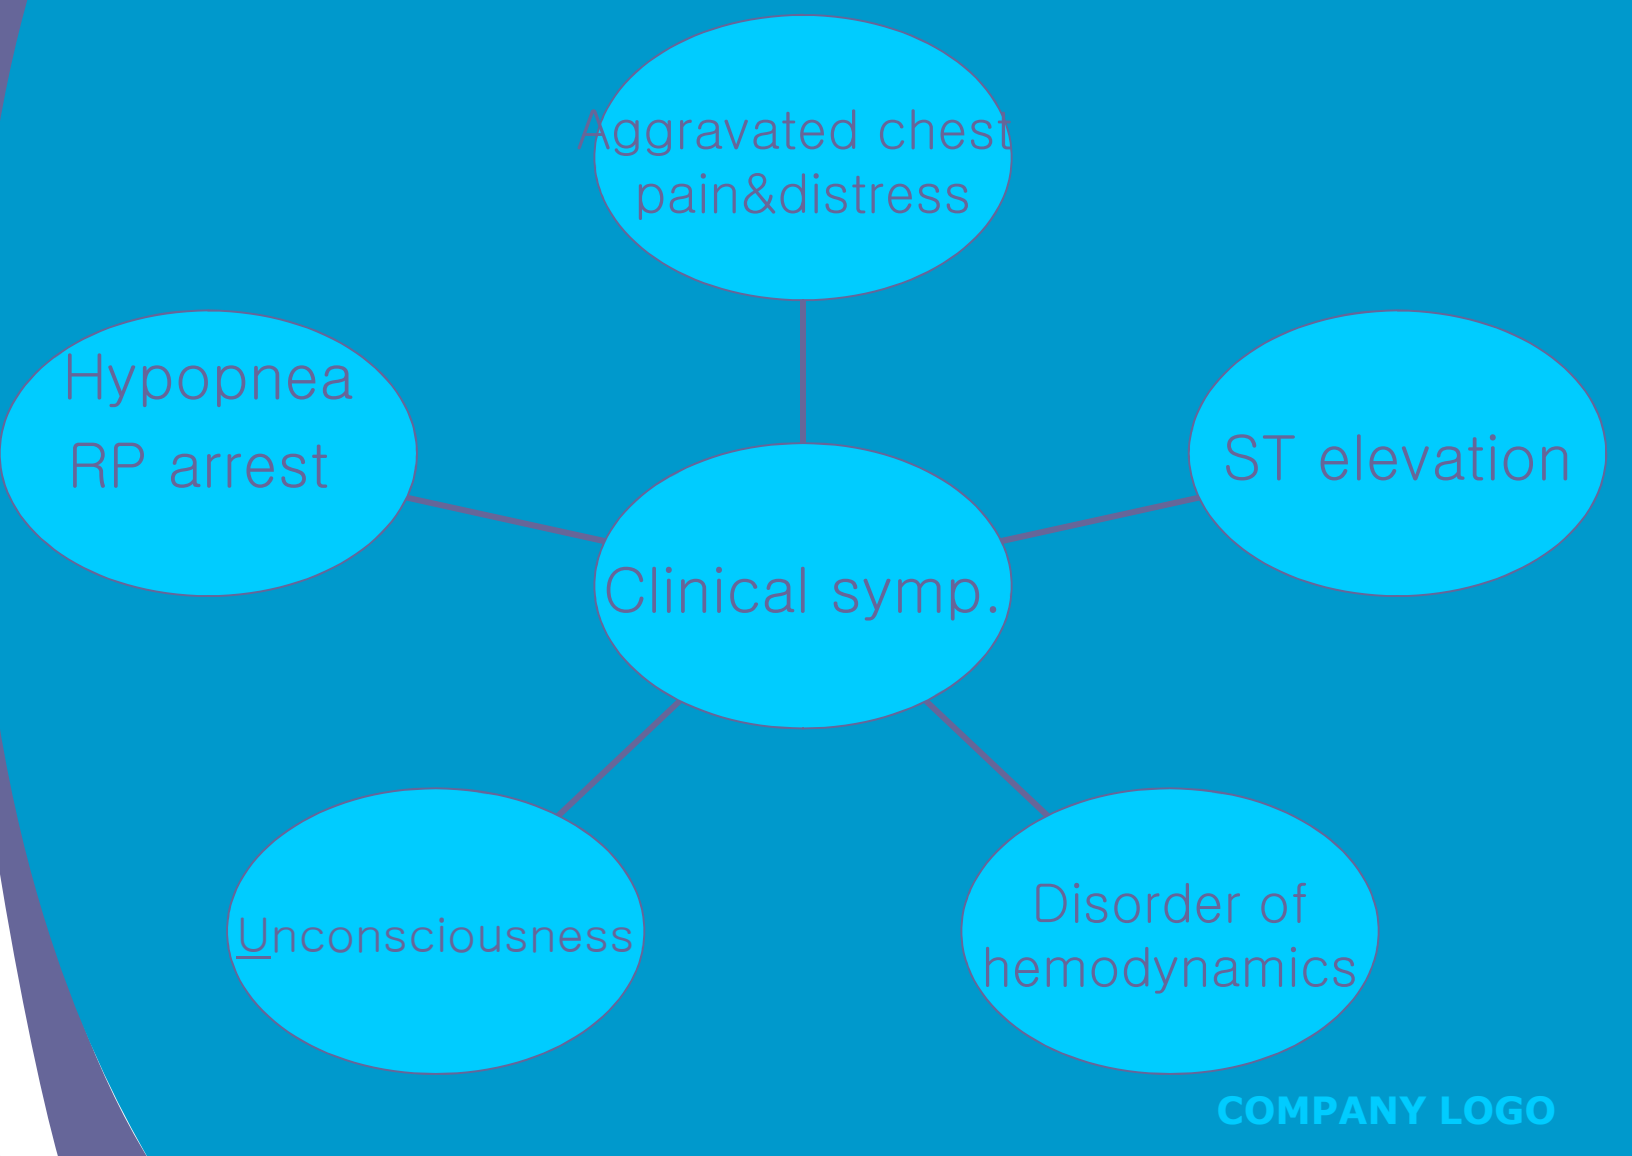 Aggravated chest
pain&distress
Hypopnea
RP arrest
ST elevation
Clinical symp.
Unconsciousness
Disorder of
hemodynamics
COMPANY LOGO